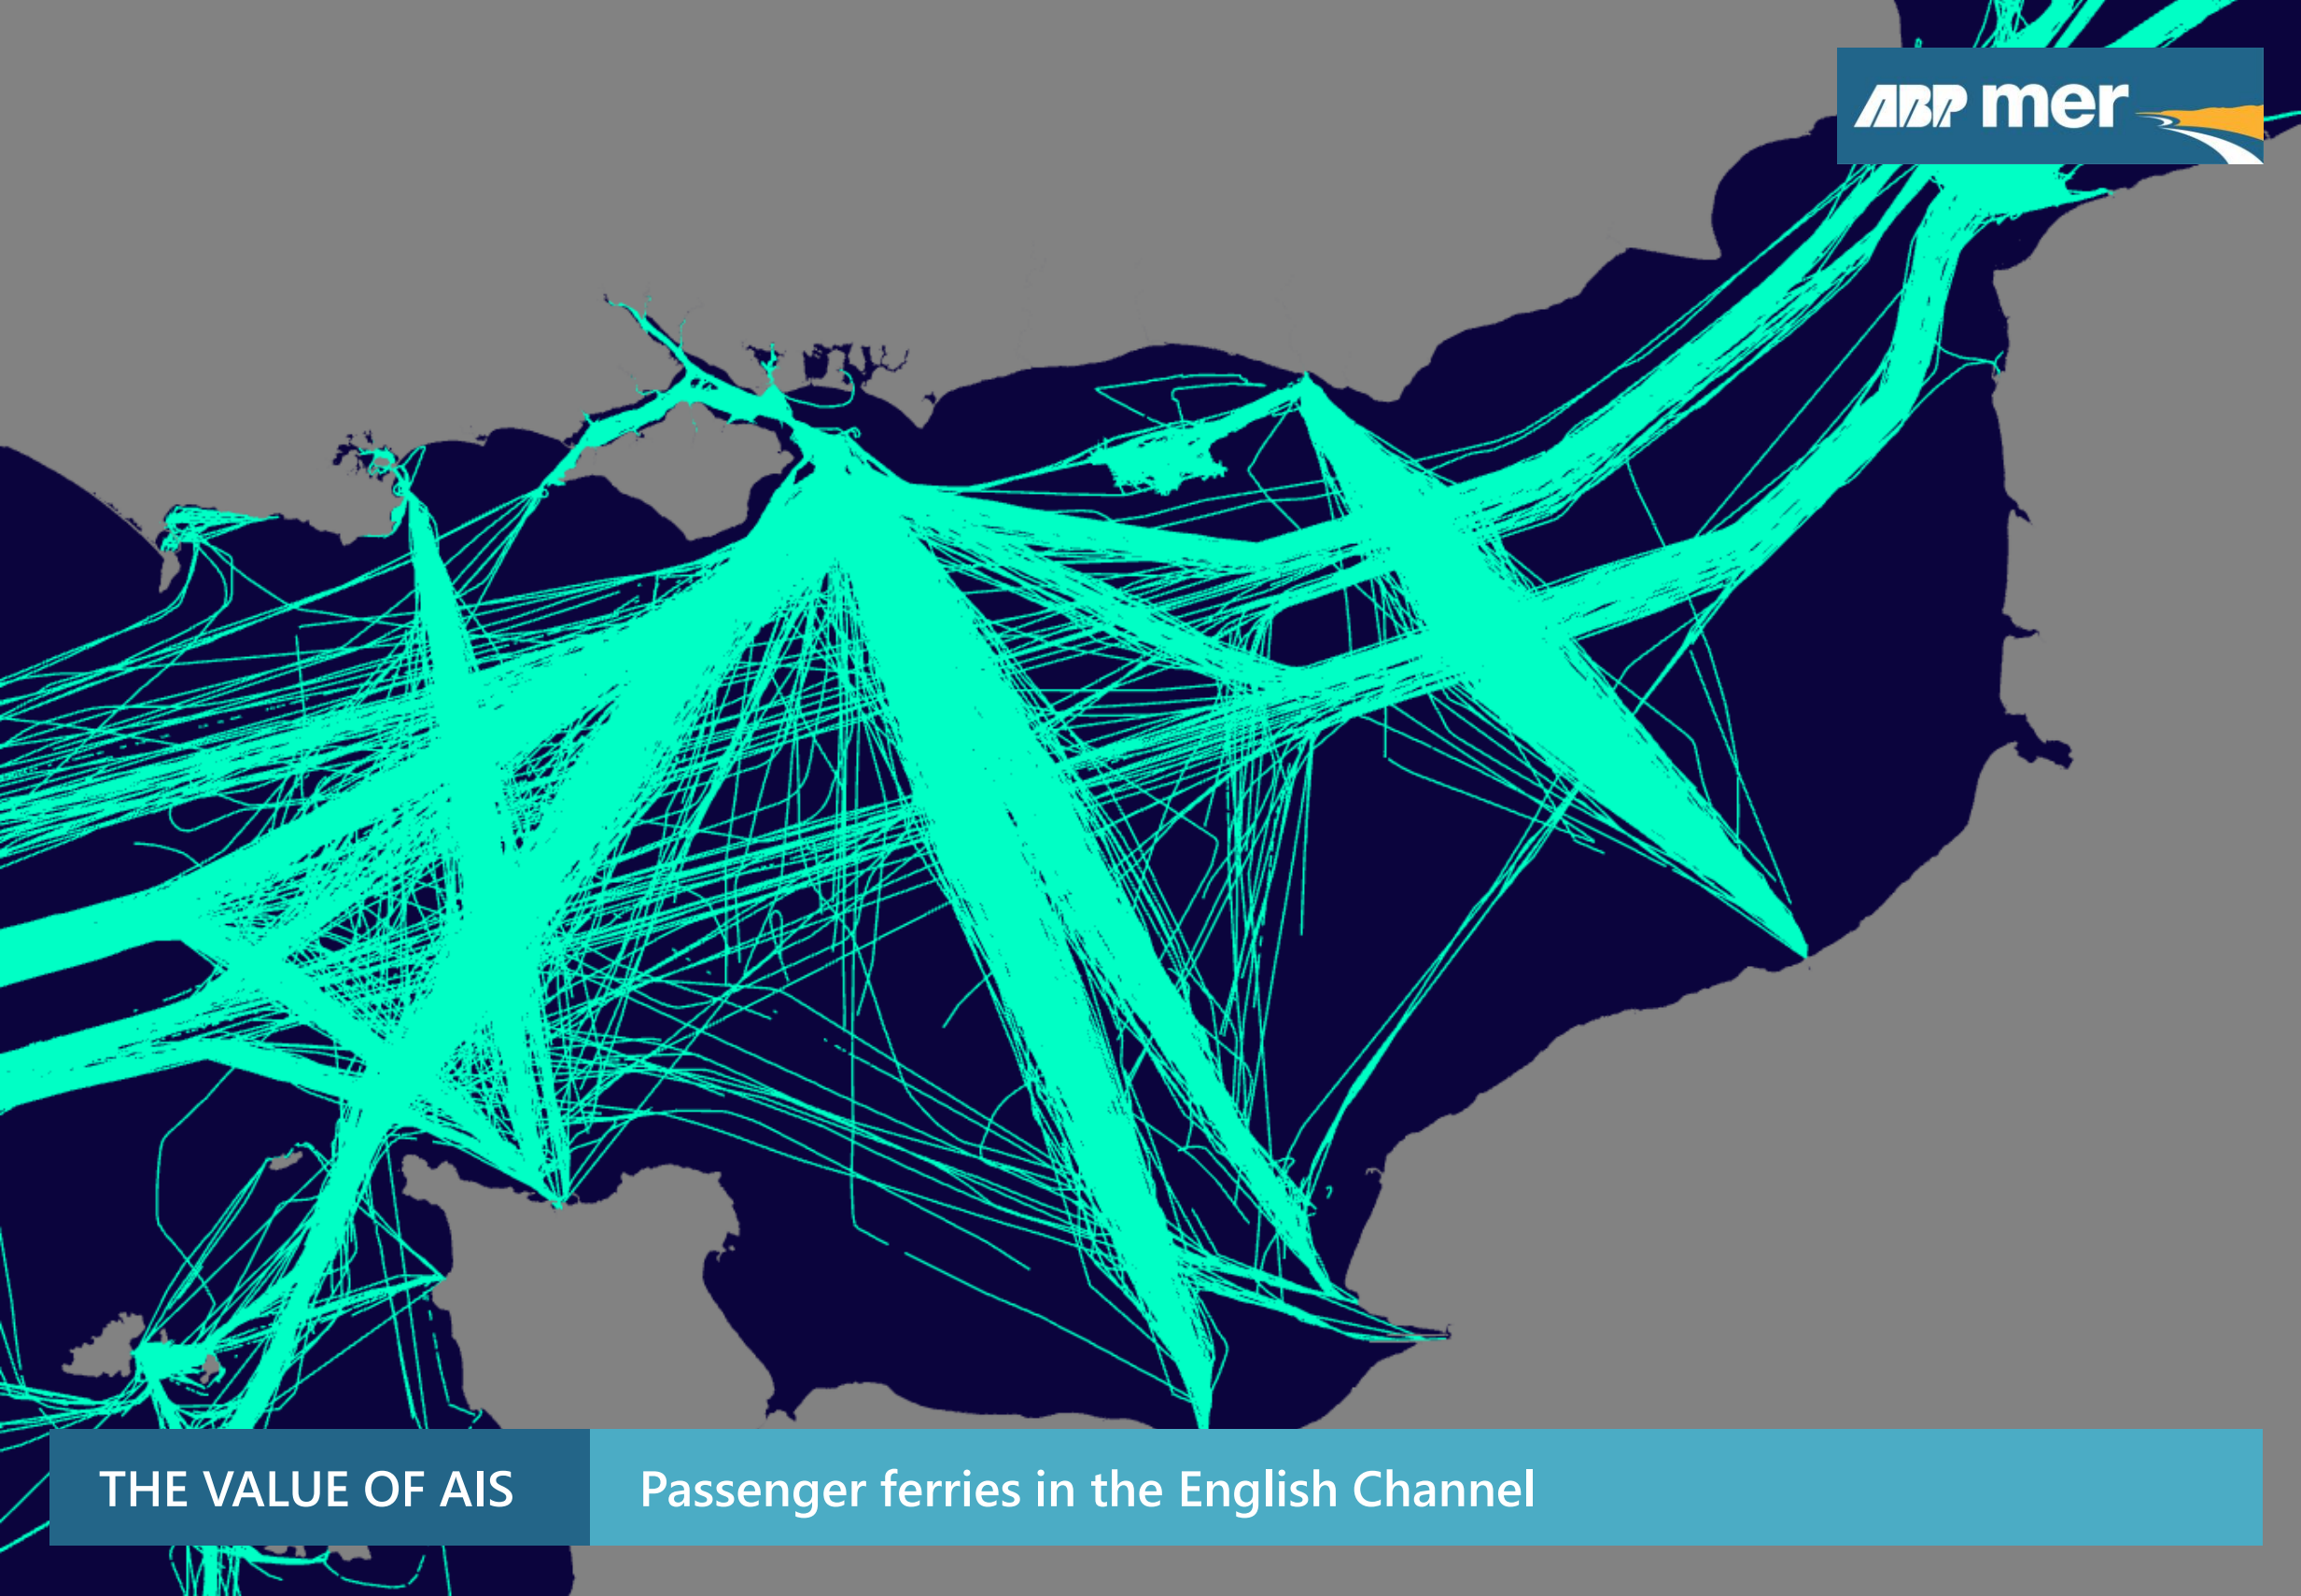 ABP mer
THE VALUE OF AIS
Passenger ferries in the English Channel